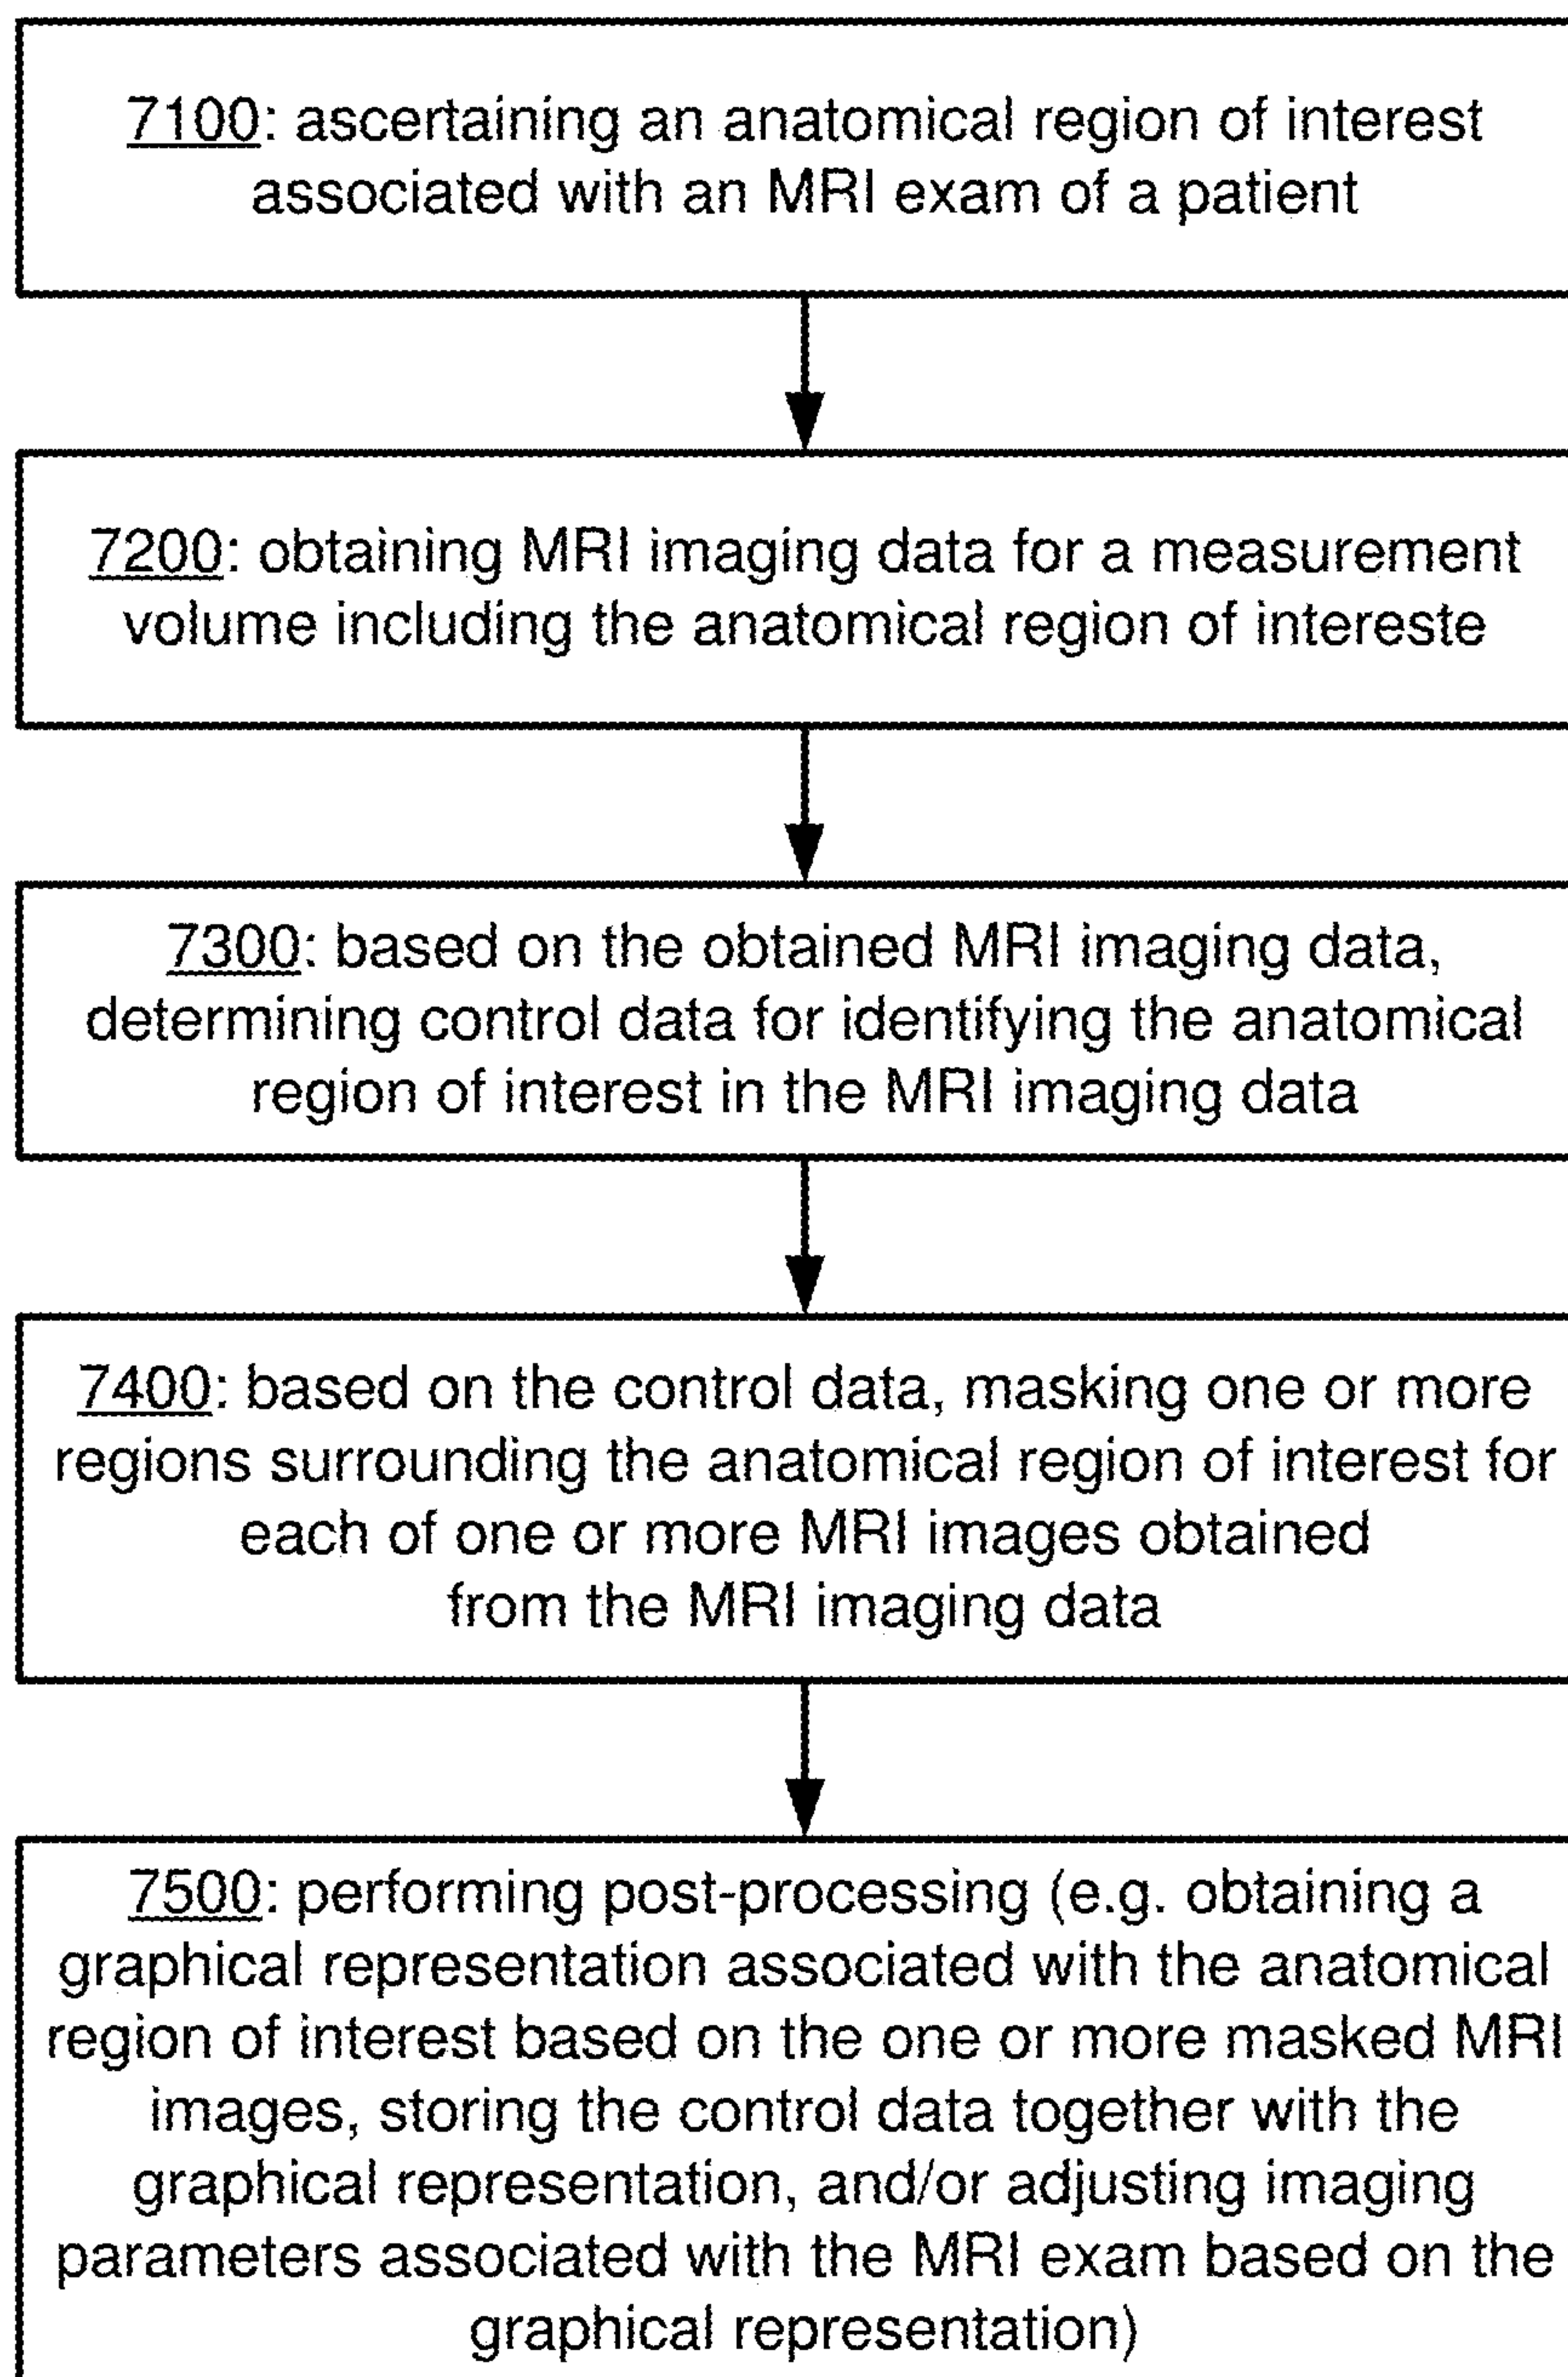 7100: ascertaining an anatomical region of interest
associated with an MRI exam of a patient
7200: obtaining MRI imaging data for a measurement
volume including the anatomical region of intereste
7300: based on the obtained MRI imaging data,
determining control data for identifying the anatomical
region of interest in the MRI imaging data
7400: based on the control data, masking one or more
regions surrounding the anatomical region of interest for
each of one or more MRI images obtained
from the MRI imaging data
7500: performing post-processing (e.g. obtaining a
graphical representation associated with the anatomical
region of interest based on the one or more masked MRI
images, storing the control data together with the
graphical representation, and/or adjusting imaging
parameters associated with the MRI exam based on the
graphical representation)